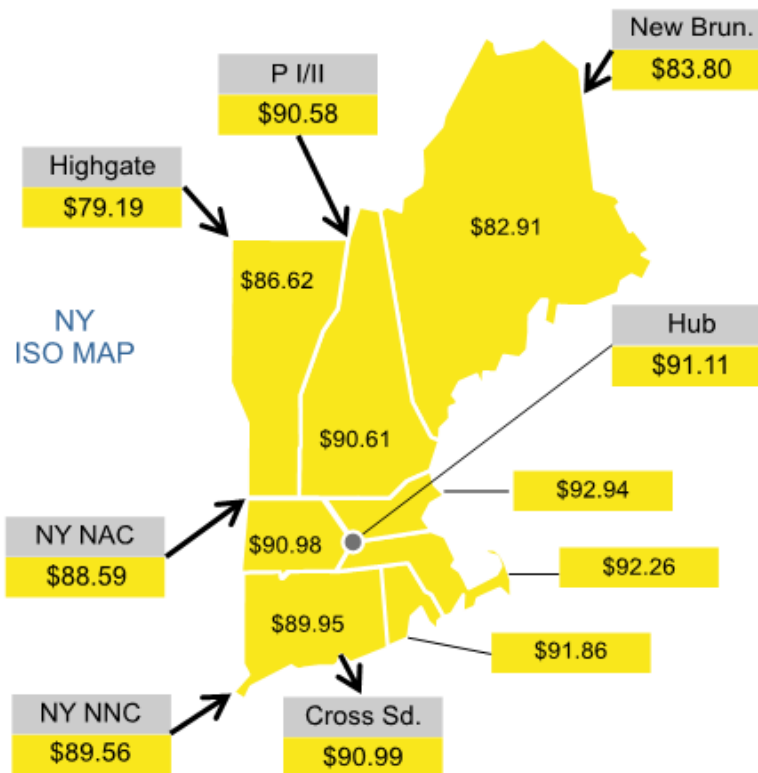 New Brun.
$83.80
P I/II
$90.58
Highgate
$79.19
$82.91
$86.62
NY
ISO MAP
Hub
$91.11
$90.61
$92.94
NY NAC
$88.59
$90.98
$92.26
$89.95
$91.86
NY NNC
$89.56
Cross Sd.
$90.99